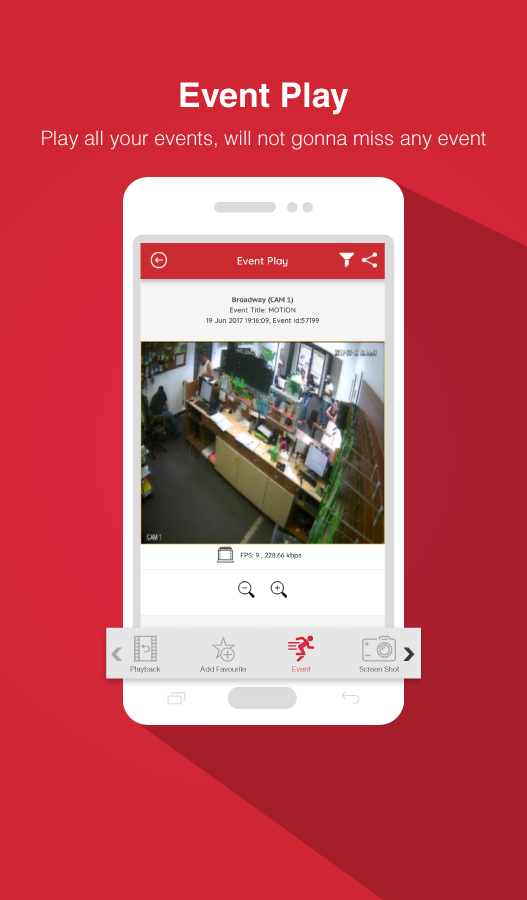 Event Play
Play all your events, will not gonna miss any event
Event Play
Broadway (CAM 1)
Event Title: MOTION
19 Jun 2017 19:16:09, Event Id:57199
CAM 1
FPS: 9 , 228.66 kbps
Playback
Add Favourite
Event
Screen Shot